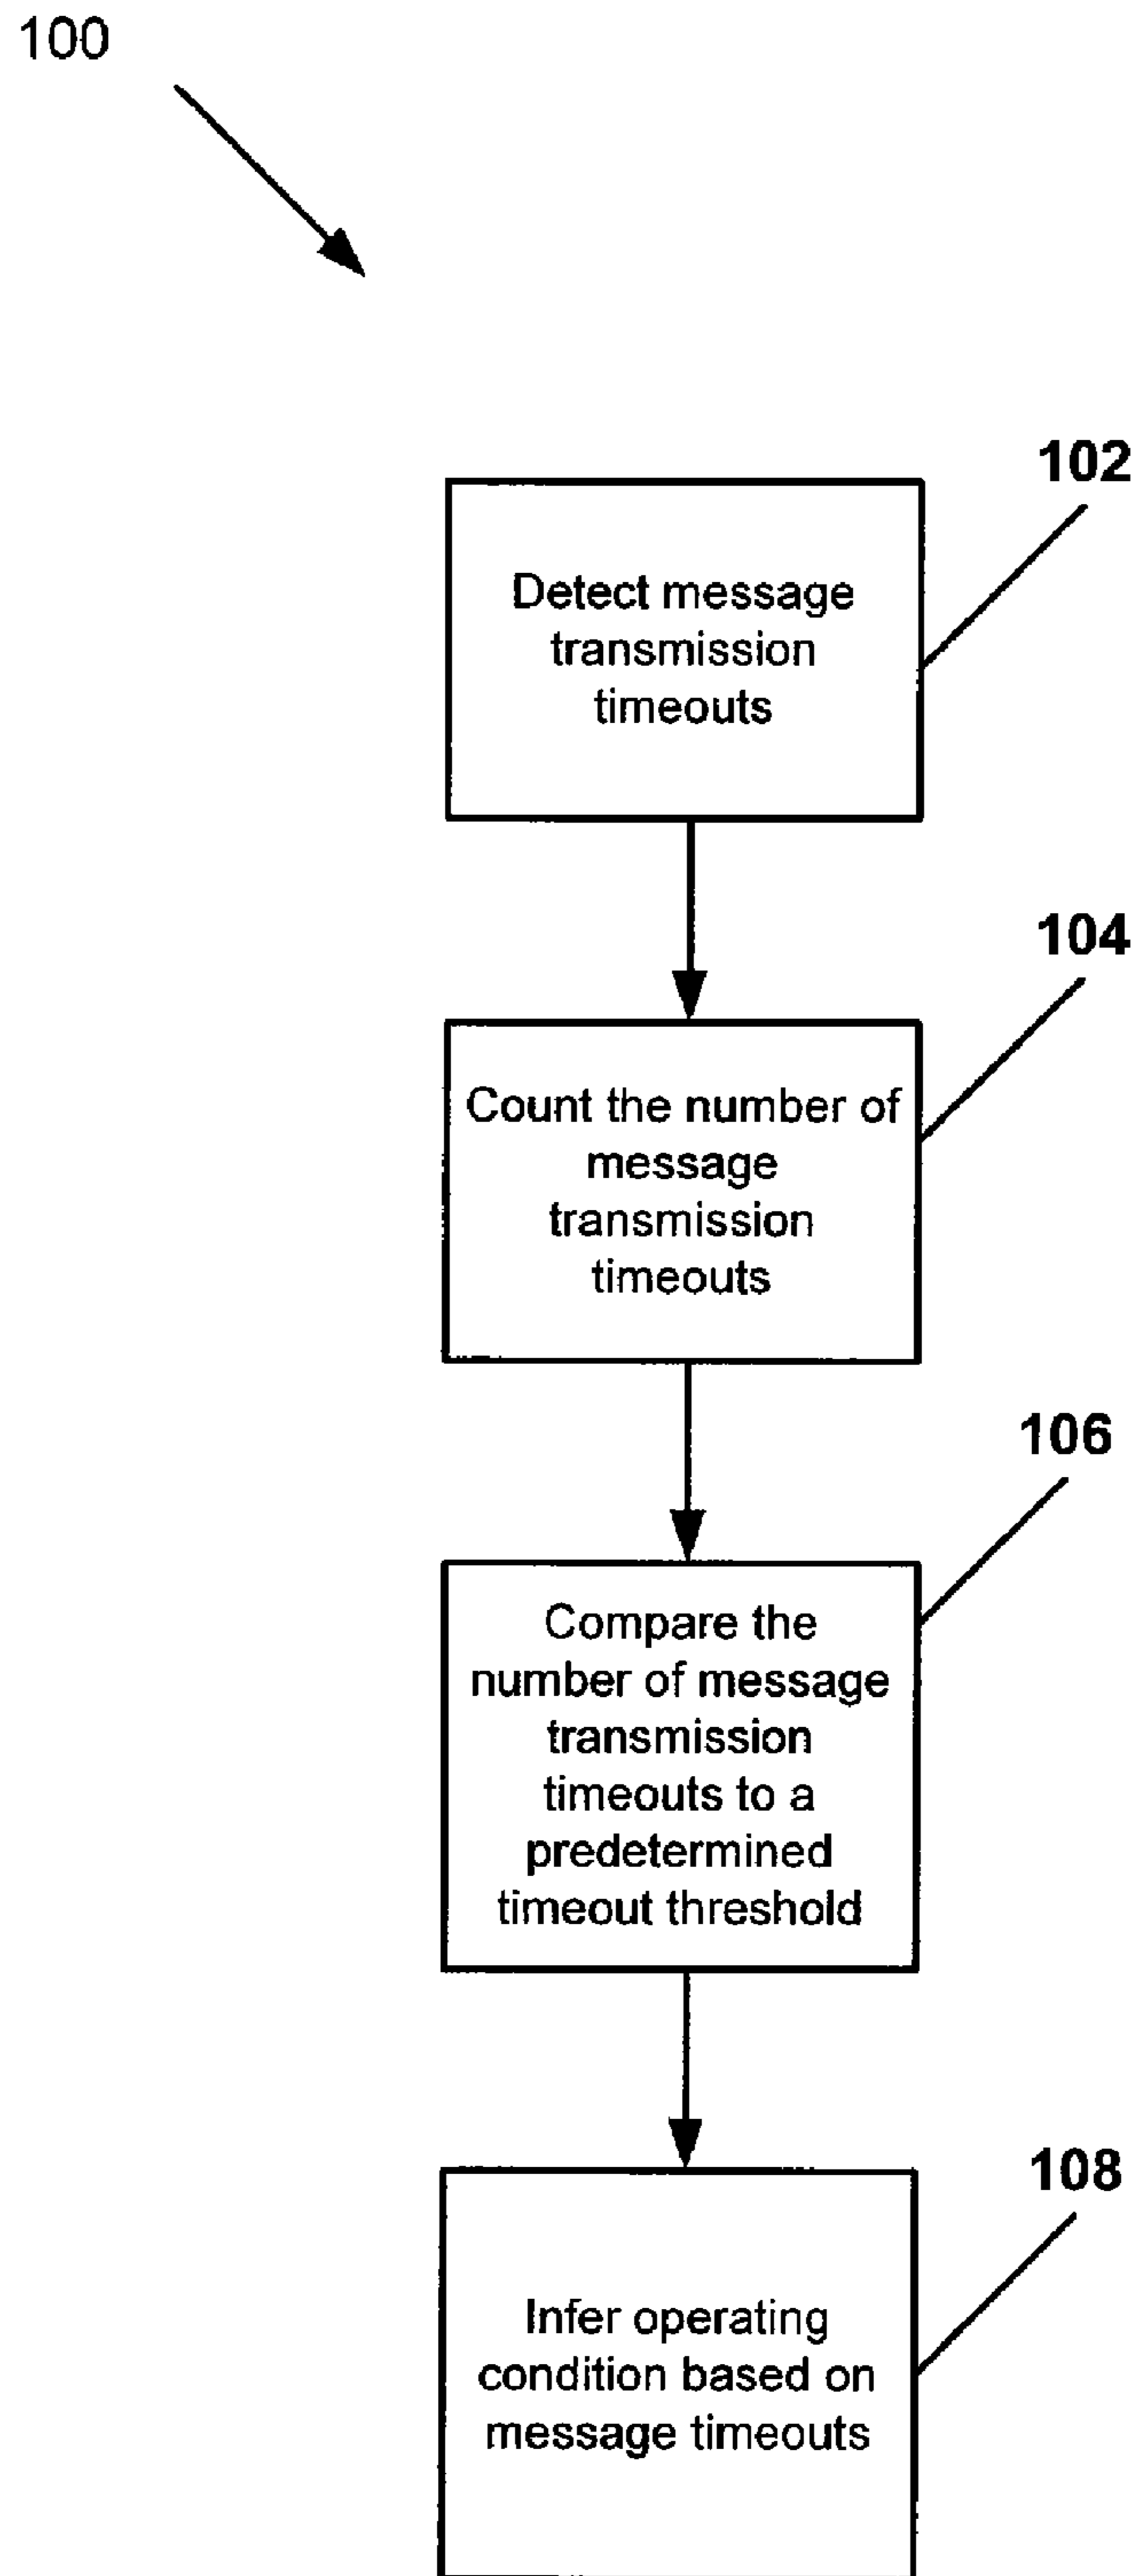 100
102
Detect message
transmission
timeouts
104
Count the number of
message
transmission
timeouts
106
Compare the
number of message
transmission
timeouts to a
predetermined
timeout threshold
108
Infer operating
condition based on
message timeouts